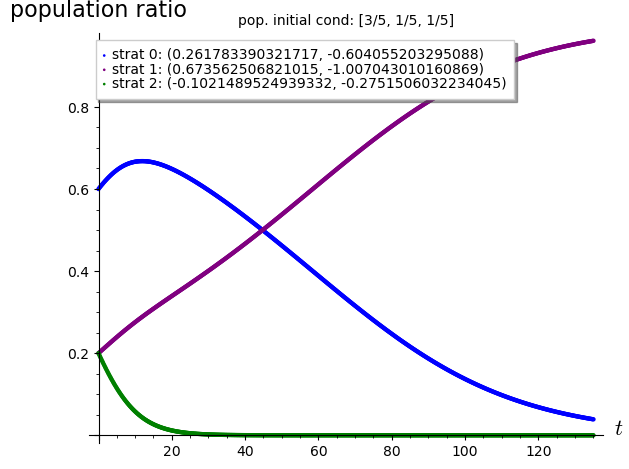 population ratio
pop. initial cond: [3/5, 1/5, 1/5]
strat 0: (0.261783390321717, -0.604055203295088)
strat 1: (0.673562506821015, -1.007043010160869)
strat 2: (-0.1021489524939332, -0.2751506032234045)
0.8
0.6
0.4
0.2
20 40 60 80 100 120
t